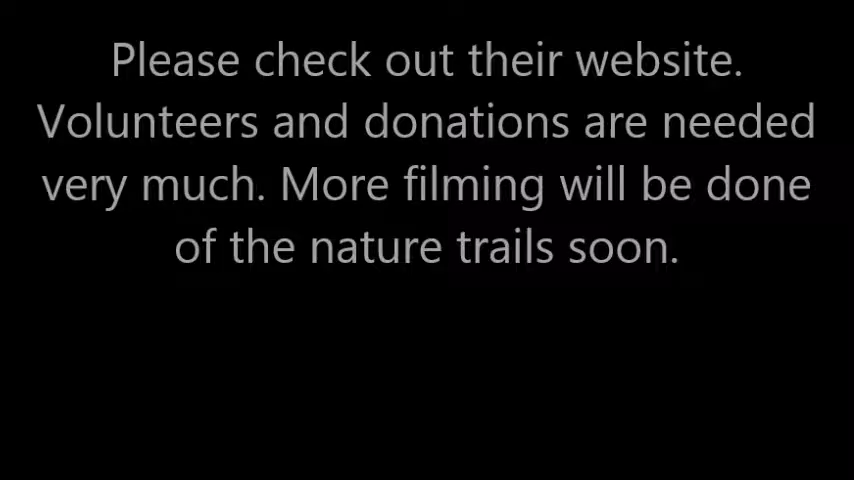 Please check out their website.
Volunteers and donations are needed
very much. More filming will be done
of the nature trails soon.